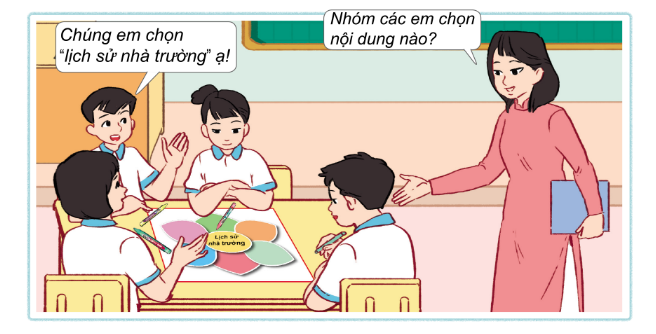 Chúng em chọn
“lịch sử nhà trường” ạ!
Nhóm các em chọn
nội dung nào?
Lịch sử
nhà trường